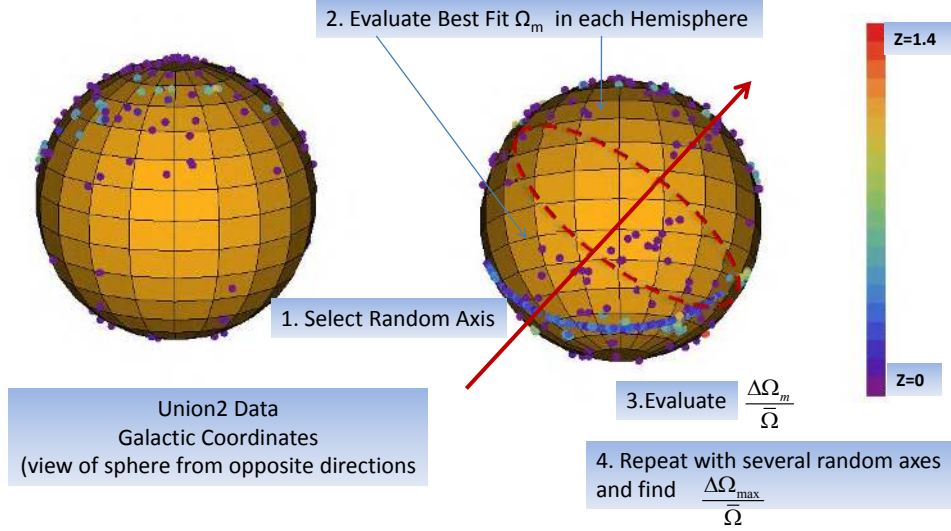 2. Evaluate Best Fit Ωm in each Hemisphere
Z=1.4
1. Select Random Axis
Z=0
Union2 Data
Galactic Coordinates
(view of sphere from opposite directions
3.Evaluate ΔΩm / Ω̄
4. Repeat with several random axes
and find ΔΩmax / Ω̄